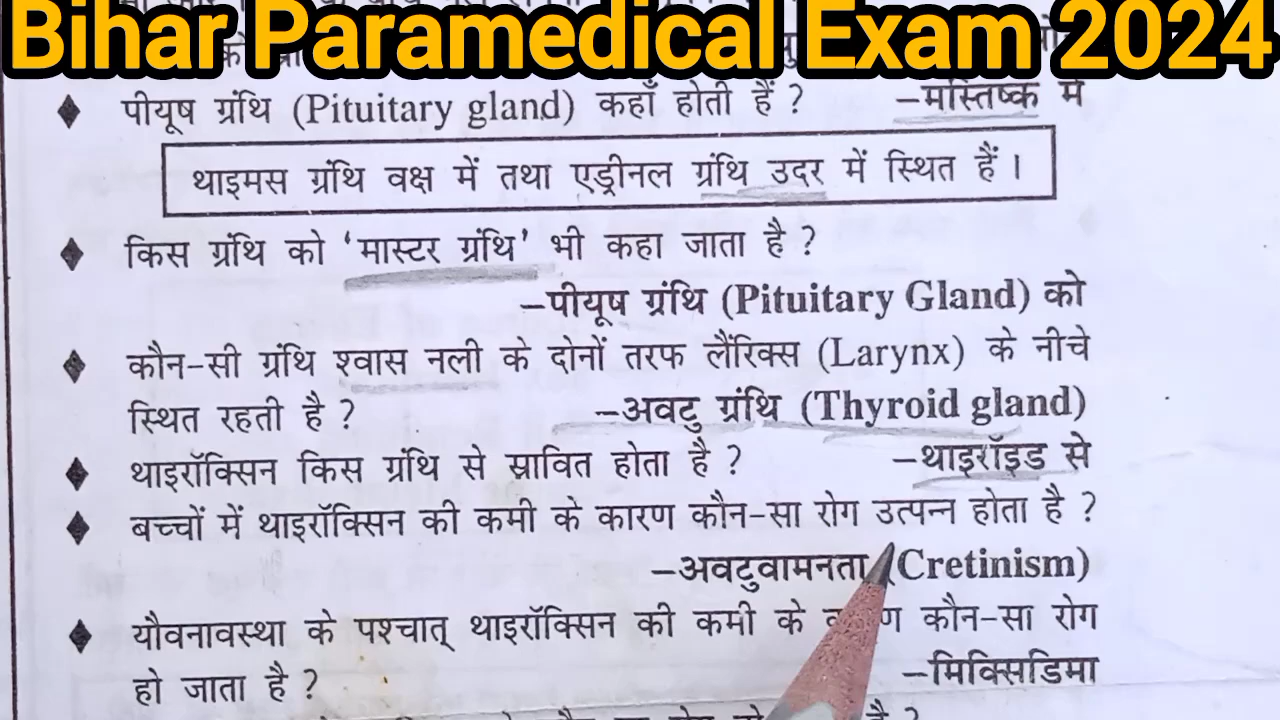 Bihar Paramedical Exam 2024
♦ पीयूष ग्रंथि (Pituitary gland) कहाँ होती हैं ? –मस्तिष्क में
थाइमस ग्रंथि वक्ष में तथा एड्रीनल ग्रंथि उदर में स्थित हैं ।
♦ किस ग्रंथि को ‘मास्टर ग्रंथि’ भी कहा जाता है ?
–पीयूष ग्रंथि (Pituitary Gland) को
♦ कौन-सी ग्रंथि श्वास नली के दोनों तरफ लैंरिक्स (Larynx) के नीचे
स्थित रहती है ? –अवटु ग्रंथि (Thyroid gland)
♦ थाइरॉक्सिन किस ग्रंथि से स्रावित होता है ? –थाइरॉइड से
♦ बच्चों में थाइरॉक्सिन की कमी के कारण कौन-सा रोग उत्पन्न होता है ?
–अवटुवामनता (Cretinism)
♦ यौवनावस्था के पश्चात् थाइरॉक्सिन की कमी के कौन-सा रोग
हो जाता है ? –मिक्सिडिमा